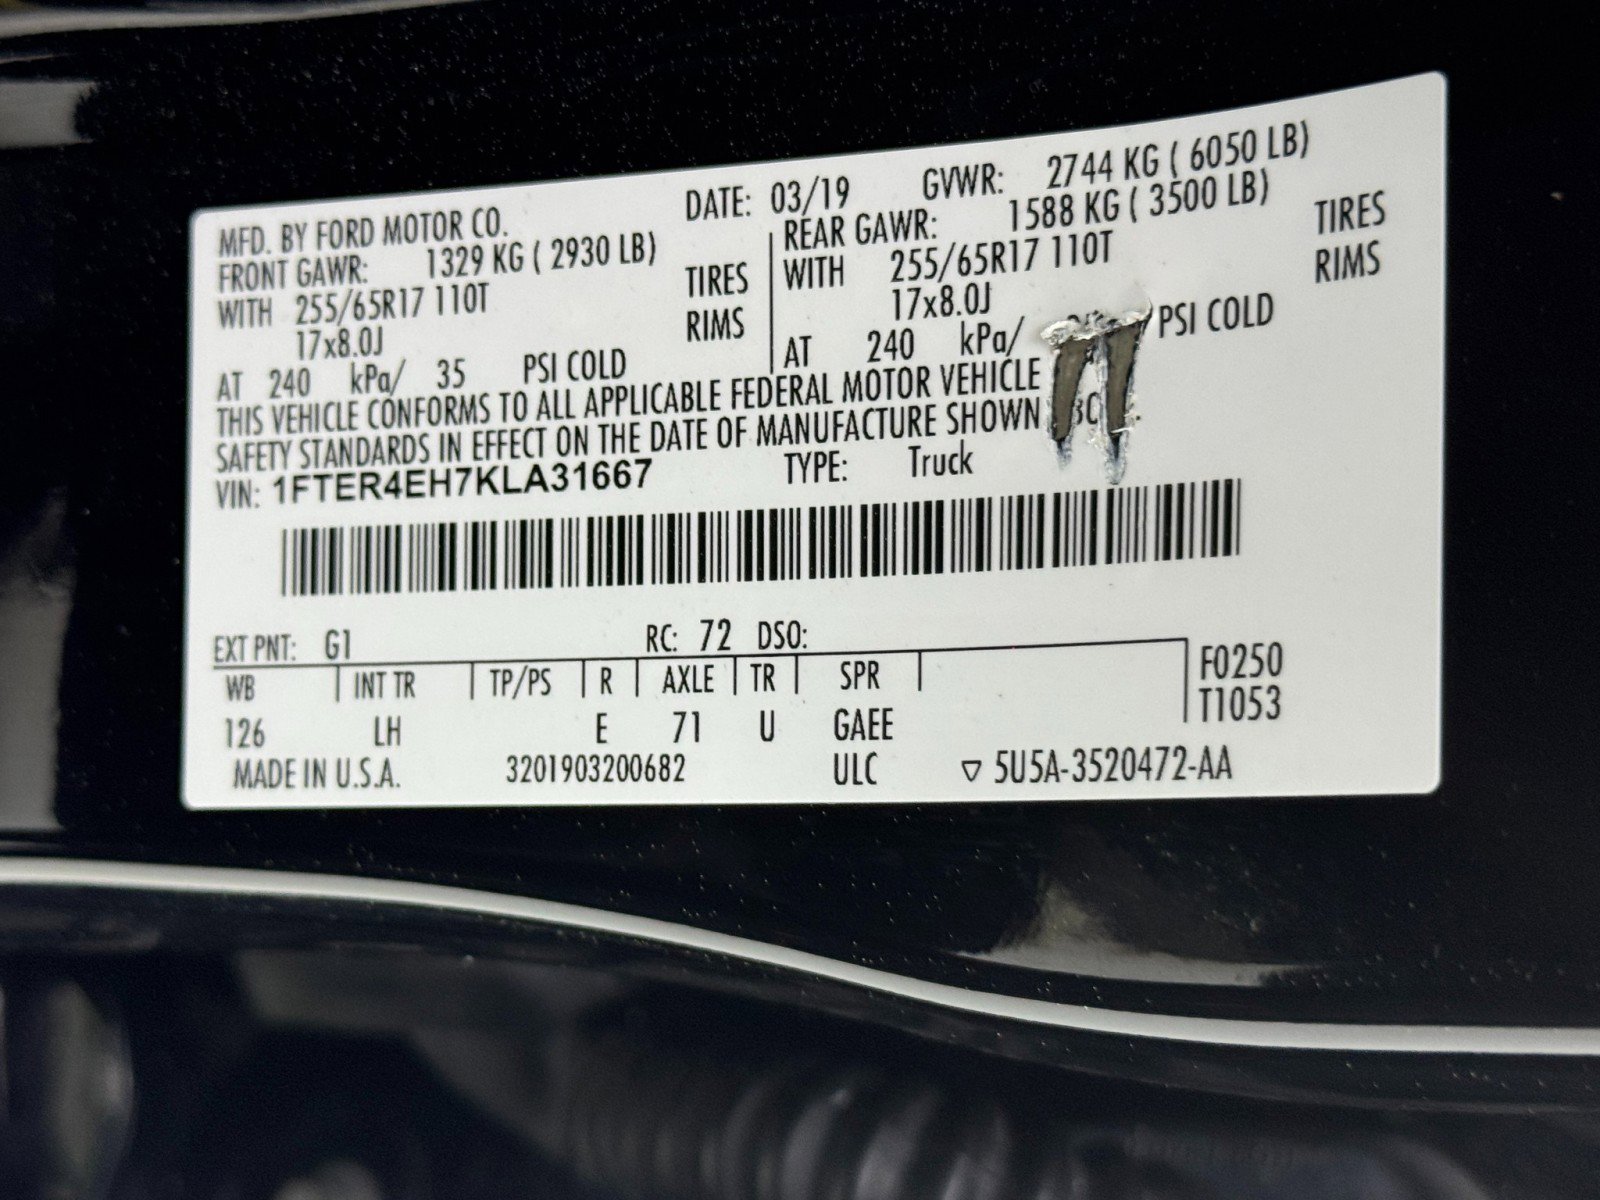 MFD. BY FORD MOTOR CO. DATE: 03/19 GVWR: 2744 KG ( 6050 LB)
FRONT GAWR: 1329 KG ( 2930 LB)
WITH 255/65R17 110T TIRES
17x8.0J RIMS
AT 240 kPa/ 35 PSI COLD
REAR GAWR: 1588 KG ( 3500 LB)
WITH 255/65R17 110T TIRES
17x8.0J RIMS
AT 240 kPa/ PSI COLD
THIS VEHICLE CONFORMS TO ALL APPLICABLE FEDERAL MOTOR VEHICLE
SAFETY STANDARDS IN EFFECT ON THE DATE OF MANUFACTURE SHOWN
VIN: 1FTER4EH7KLA31667 TYPE: Truck
EXT PNT: G1 RC: 72 DSO:
WB INT TR TP/PS R AXLE TR SPR
126 LH E 71 U GAEE
F0250
T1053
MADE IN U.S.A. 3201903200682 ULC ▽ 5U5A-3520472-AA